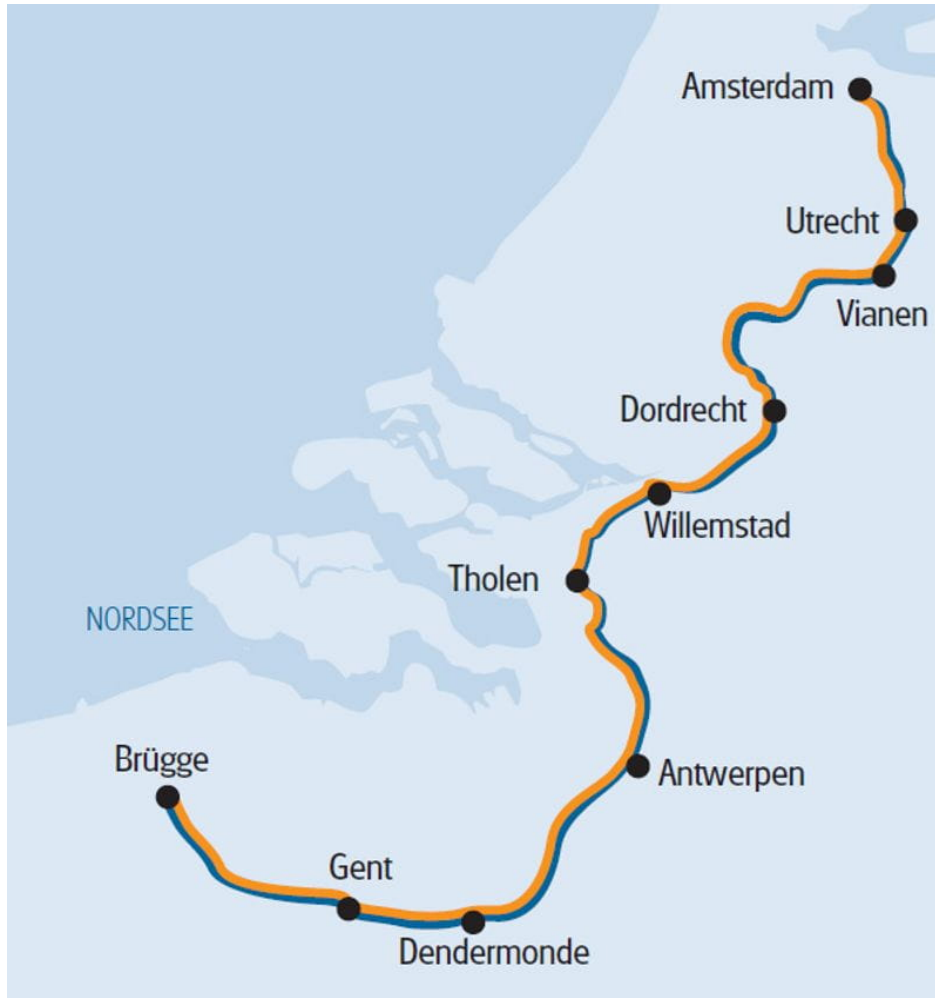 Amsterdam
Utrecht
Vianen
Dordrecht
Willemstad
Tholen
NORDSEE
Brügge
Antwerpen
Gent
Dendermonde